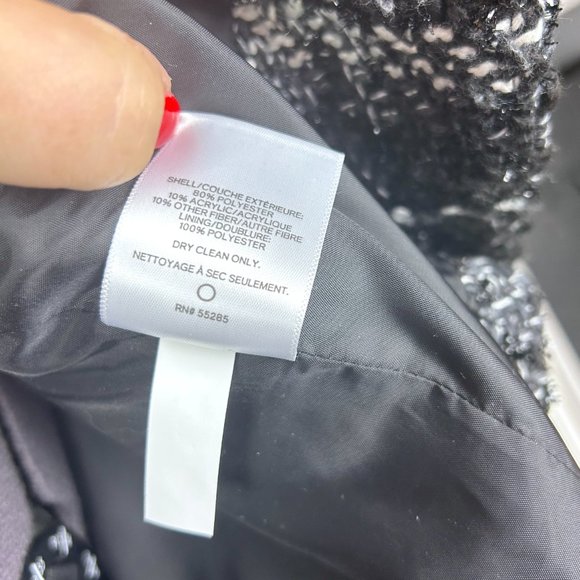 SHELL/COUCHE EXTÉRIEURE:
80% POLYESTER
10% ACRYLIC/ACRYLIQUE
10% OTHER FIBER/AUTRE FIBRE
LINING/DOUBLURE:
100% POLYESTER
DRY CLEAN ONLY.
NETTOYAGE À SEC SEULEMENT.
RN# 55285